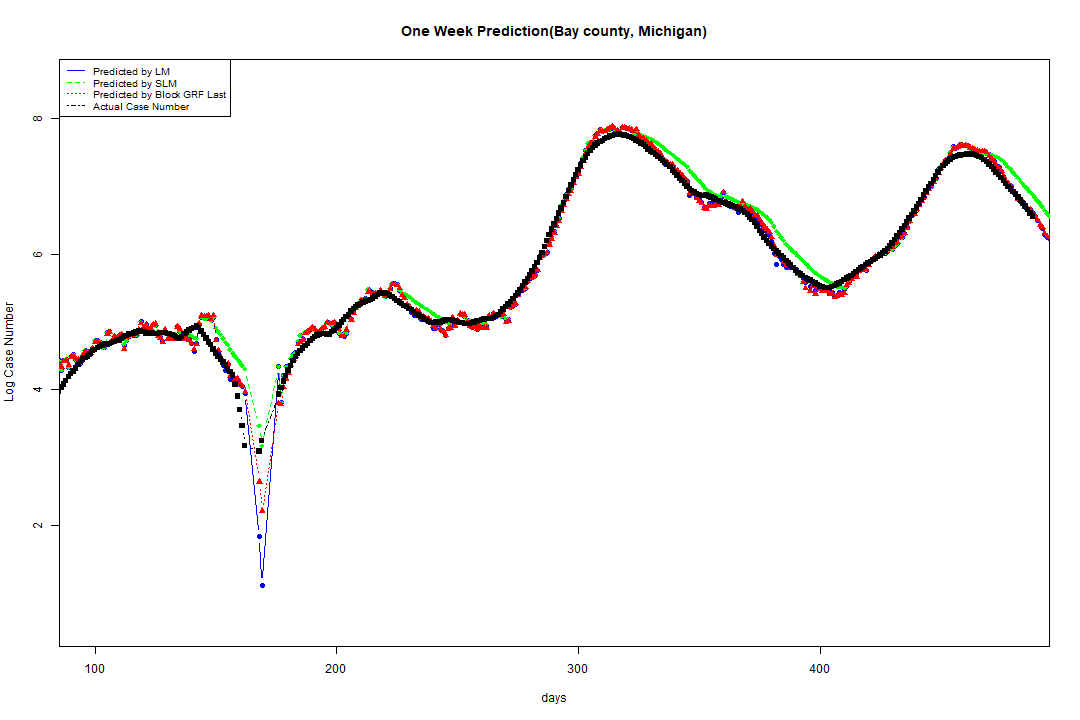 One Week Prediction(Bay county, Michigan)
Predicted by LM
Predicted by SLM
Predicted by Block GRF Last
Actual Case Number
8
6
4
2
Log Case Number
100
200
300
400
days